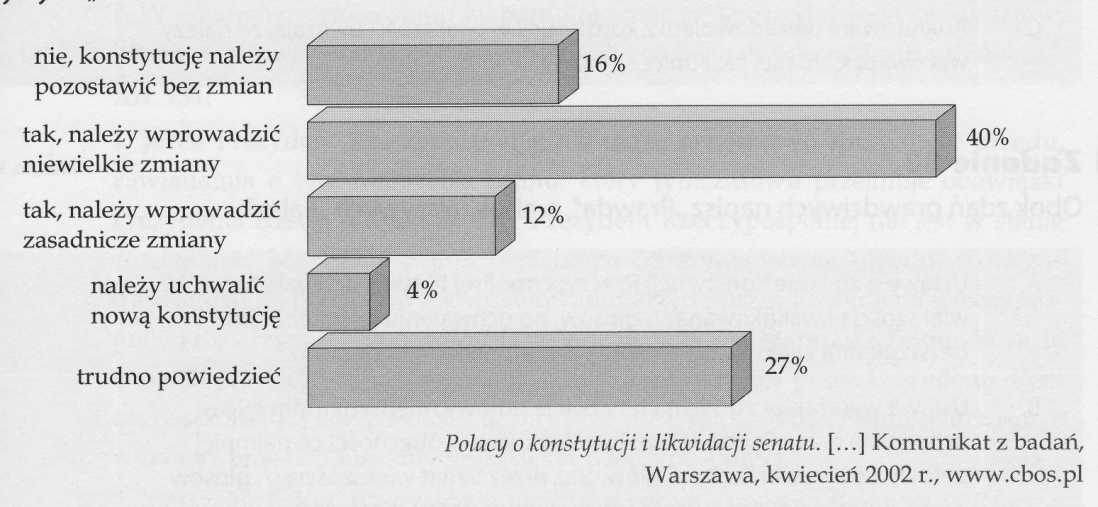 nie, konstytucję należy
pozostawić bez zmian
16%
tak, należy wprowadzić
niewielkie zmiany
40%
tak, należy wprowadzić
zasadnicze zmiany
12%
należy uchwalić
nową konstytucję
4%
trudno powiedzieć
27%
Polacy o konstytucji i likwidacji senatu. […] Komunikat z badań,
Warszawa, kwiecień 2002 r., www.cbos.pl